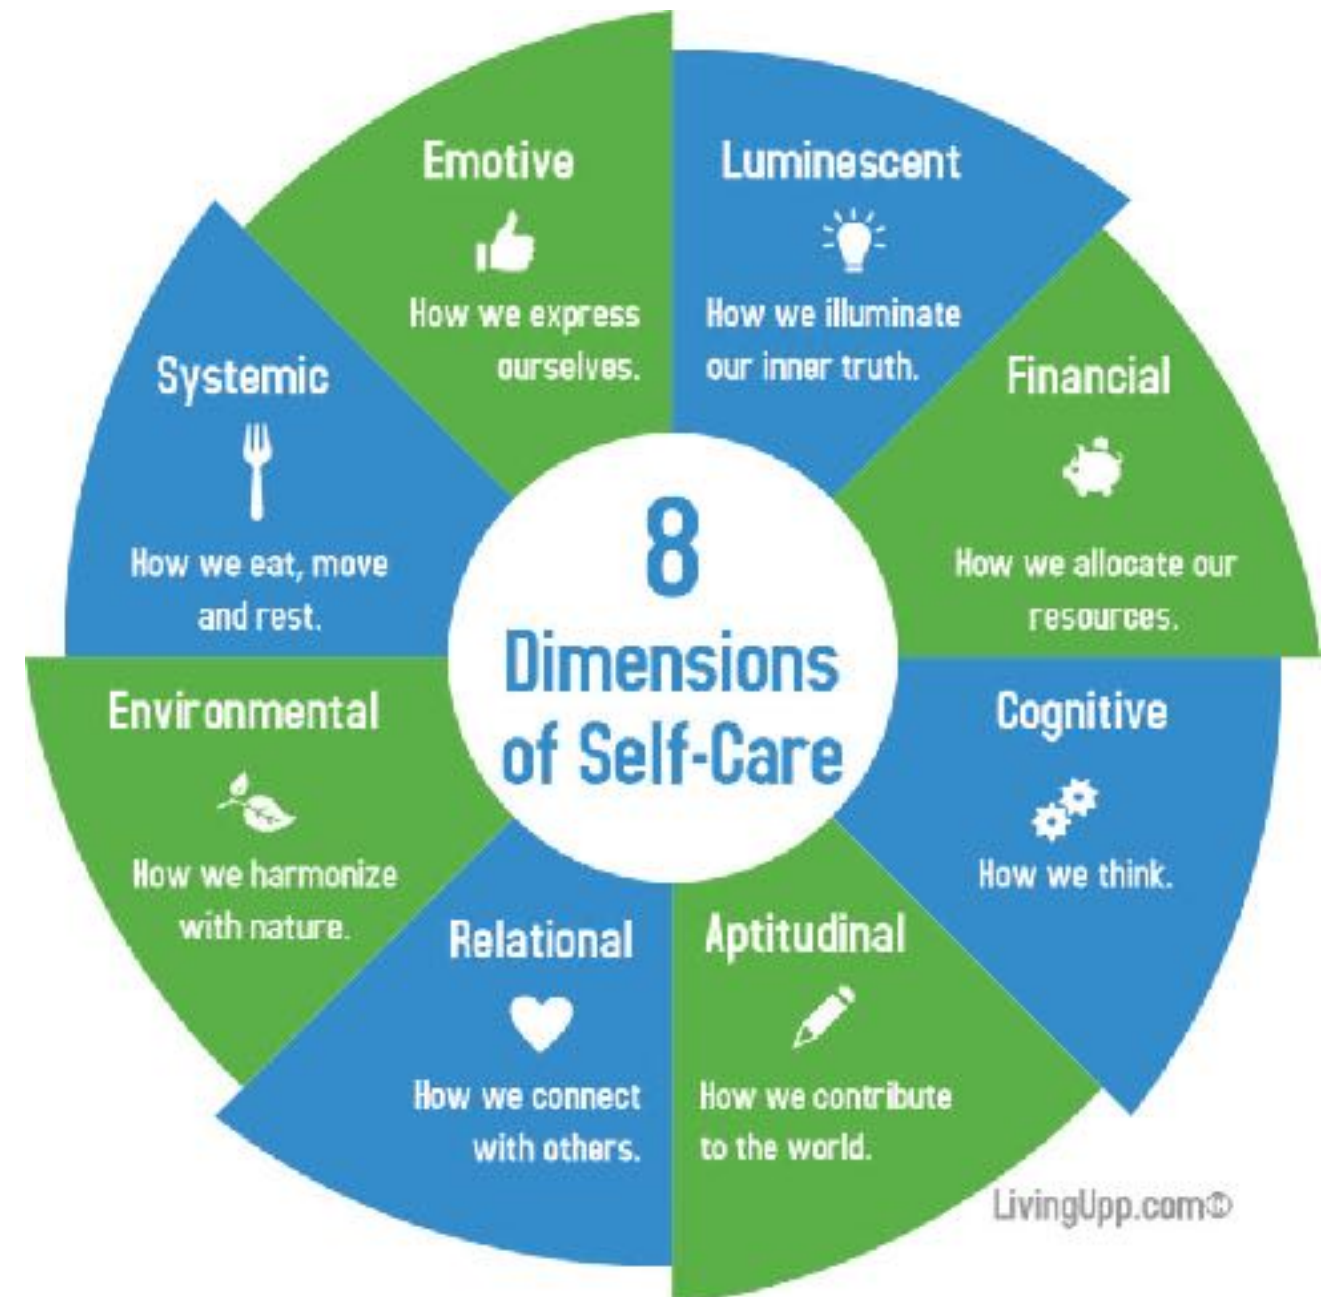 8
Dimensions
of Self-Care
Luminescent
How we illuminate
our inner truth.
Financial
How we allocate our
resources.
Cognitive
How we think.
Aptitudinal
How we contribute
to the world.
Relational
How we connect
with others.
Environmental
How we harmonize
with nature.
Systemic
How we eat, move
and rest.
Emotive
How we express
ourselves.
LivingUpp.com®